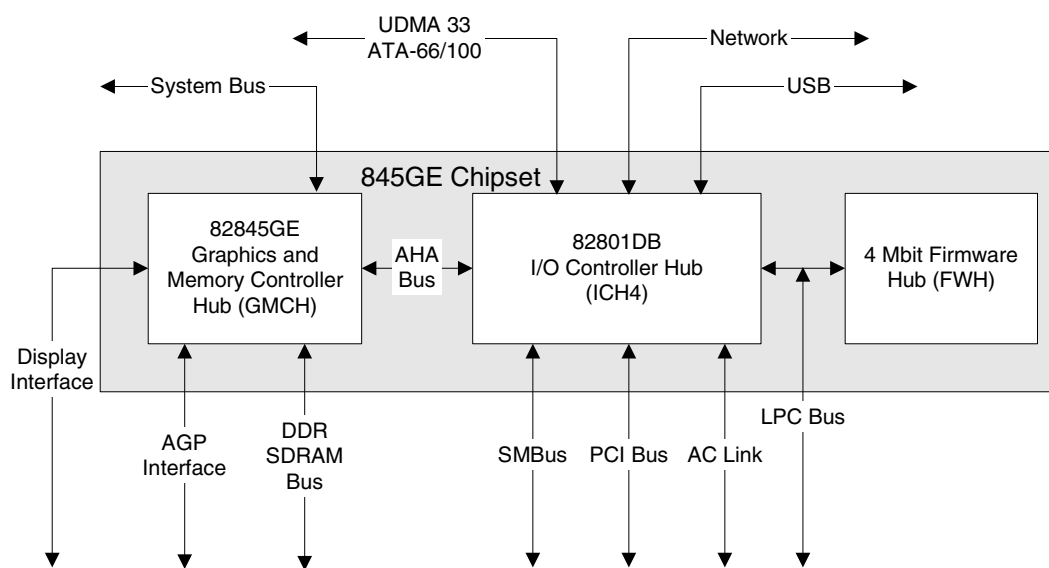 UDMA 33
ATA-66/100
Network
System Bus
USB
845GE Chipset
82845GE
Graphics and
Memory Controller
Hub (GMCH)
AHA
Bus
82801DB
I/O Controller Hub
(ICH4)
4 Mbit Firmware
Hub (FWH)
Display
Interface
AGP
Interface
DDR
SDRAM
Bus
SMBus
PCI Bus
AC Link
LPC Bus